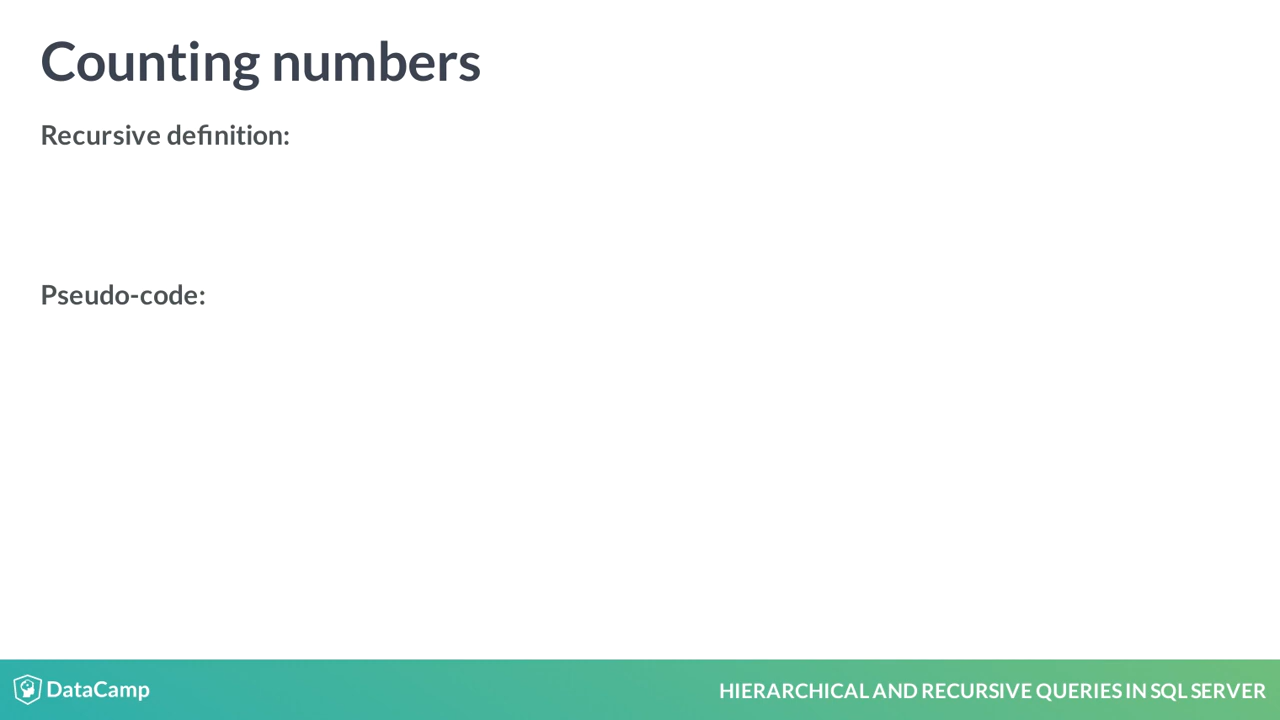 Counting numbers
Recursive definition:
Pseudo-code:
DataCamp
HIERARCHICAL AND RECURSIVE QUERIES IN SQL SERVER